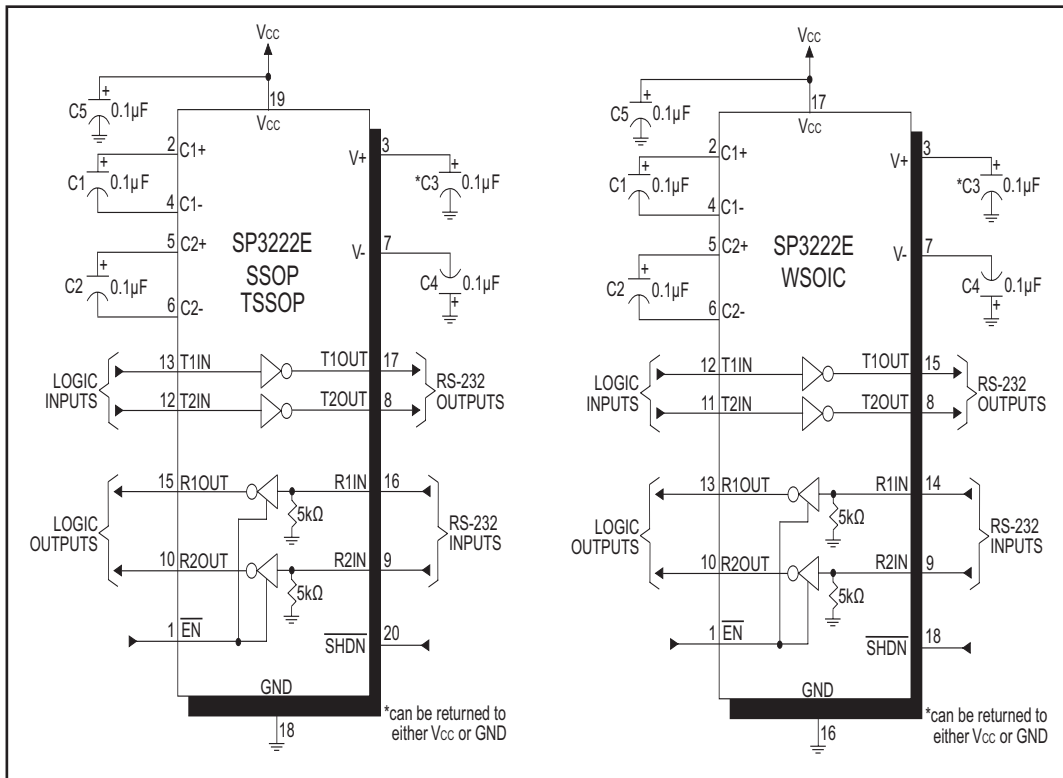 VCC
C5
+
0.1µF
19
VCC
2
C1+
C1
+
0.1µF
4
C1-
5
C2+
C2
+
0.1µF
6
C2-
SP3222E
SSOP
TSSOP
3
V+
*C3
+
0.1µF
7
V-
C4
0.1µF
+
LOGIC
INPUTS
13
T1IN
T1OUT
17
12
T2IN
T2OUT
8
RS-232
OUTPUTS
LOGIC
OUTPUTS
15
R1OUT
R1IN
16
5kΩ
10
R2OUT
R2IN
9
5kΩ
RS-232
INPUTS
1
EN
SHDN
20
GND
18
*can be returned to
either VCC or GND
VCC
C5
+
0.1µF
17
VCC
2
C1+
C1
+
0.1µF
4
C1-
5
C2+
C2
+
0.1µF
6
C2-
SP3222E
WSOIC
3
V+
*C3
+
0.1µF
7
V-
C4
0.1µF
+
LOGIC
INPUTS
12
T1IN
T1OUT
15
11
T2IN
T2OUT
8
RS-232
OUTPUTS
LOGIC
OUTPUTS
13
R1OUT
R1IN
14
5kΩ
10
R2OUT
R2IN
9
5kΩ
RS-232
INPUTS
1
EN
SHDN
18
GND
16
*can be returned to
either VCC or GND